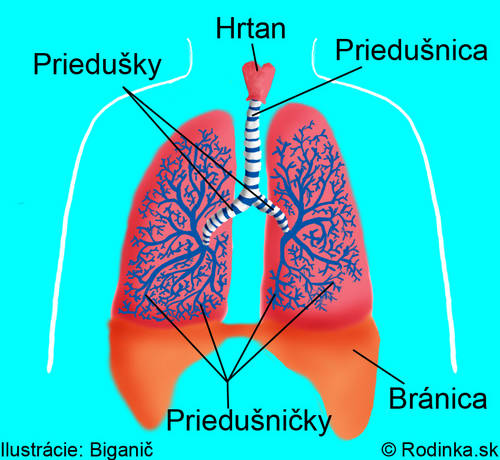 Hrtan
Priedušnica
Priedušky
Bránica
Priedušničky
Ilustrácie: Biganič
© Rodinka.sk